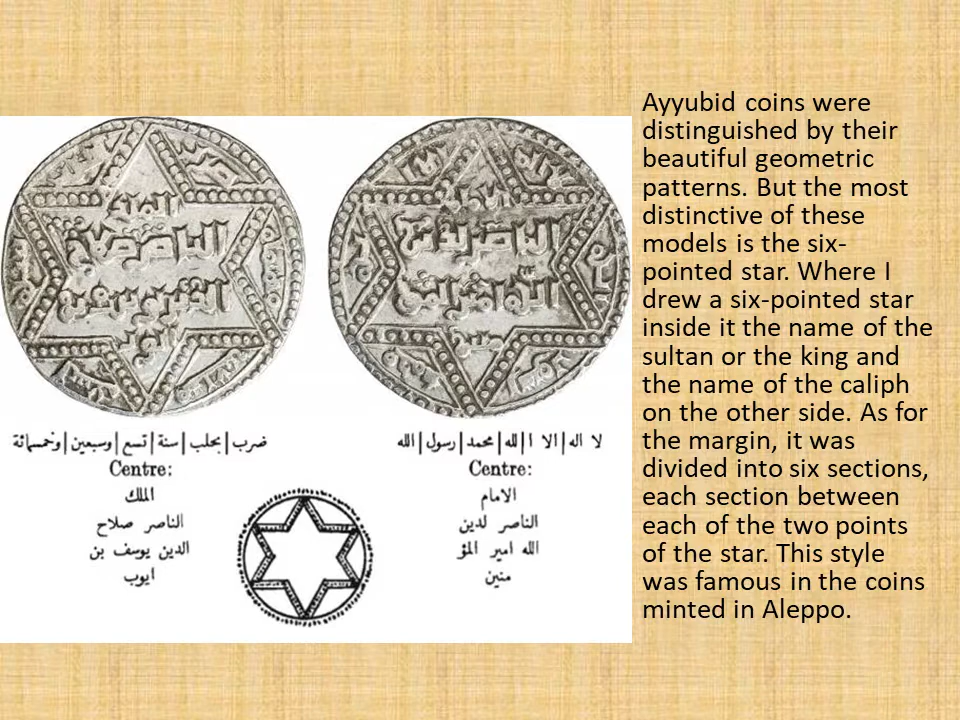 Ayyubid coins were
distinguished by their
beautiful geometric
patterns. But the most
distinctive of these
models is the six-
pointed star. Where I
drew a six-pointed star
inside it the name of the
sultan or the king and
the name of the caliph
on the other side. As for
the margin, it was
divided into six sections,
each section between
each of the two points
of the star. This style
was famous in the coins
minted in Aleppo.
ضرب|بحلب|سنة|تسع|وسبعين|وخمسمائة
Centre:
الملك
الناصر صلاح
الدين يوسف بن
ايوب
لا اله|الا ا|لله|محمد|رسول|الله
Centre:
الامام
الناصر لدين
الله امير المؤ
منين